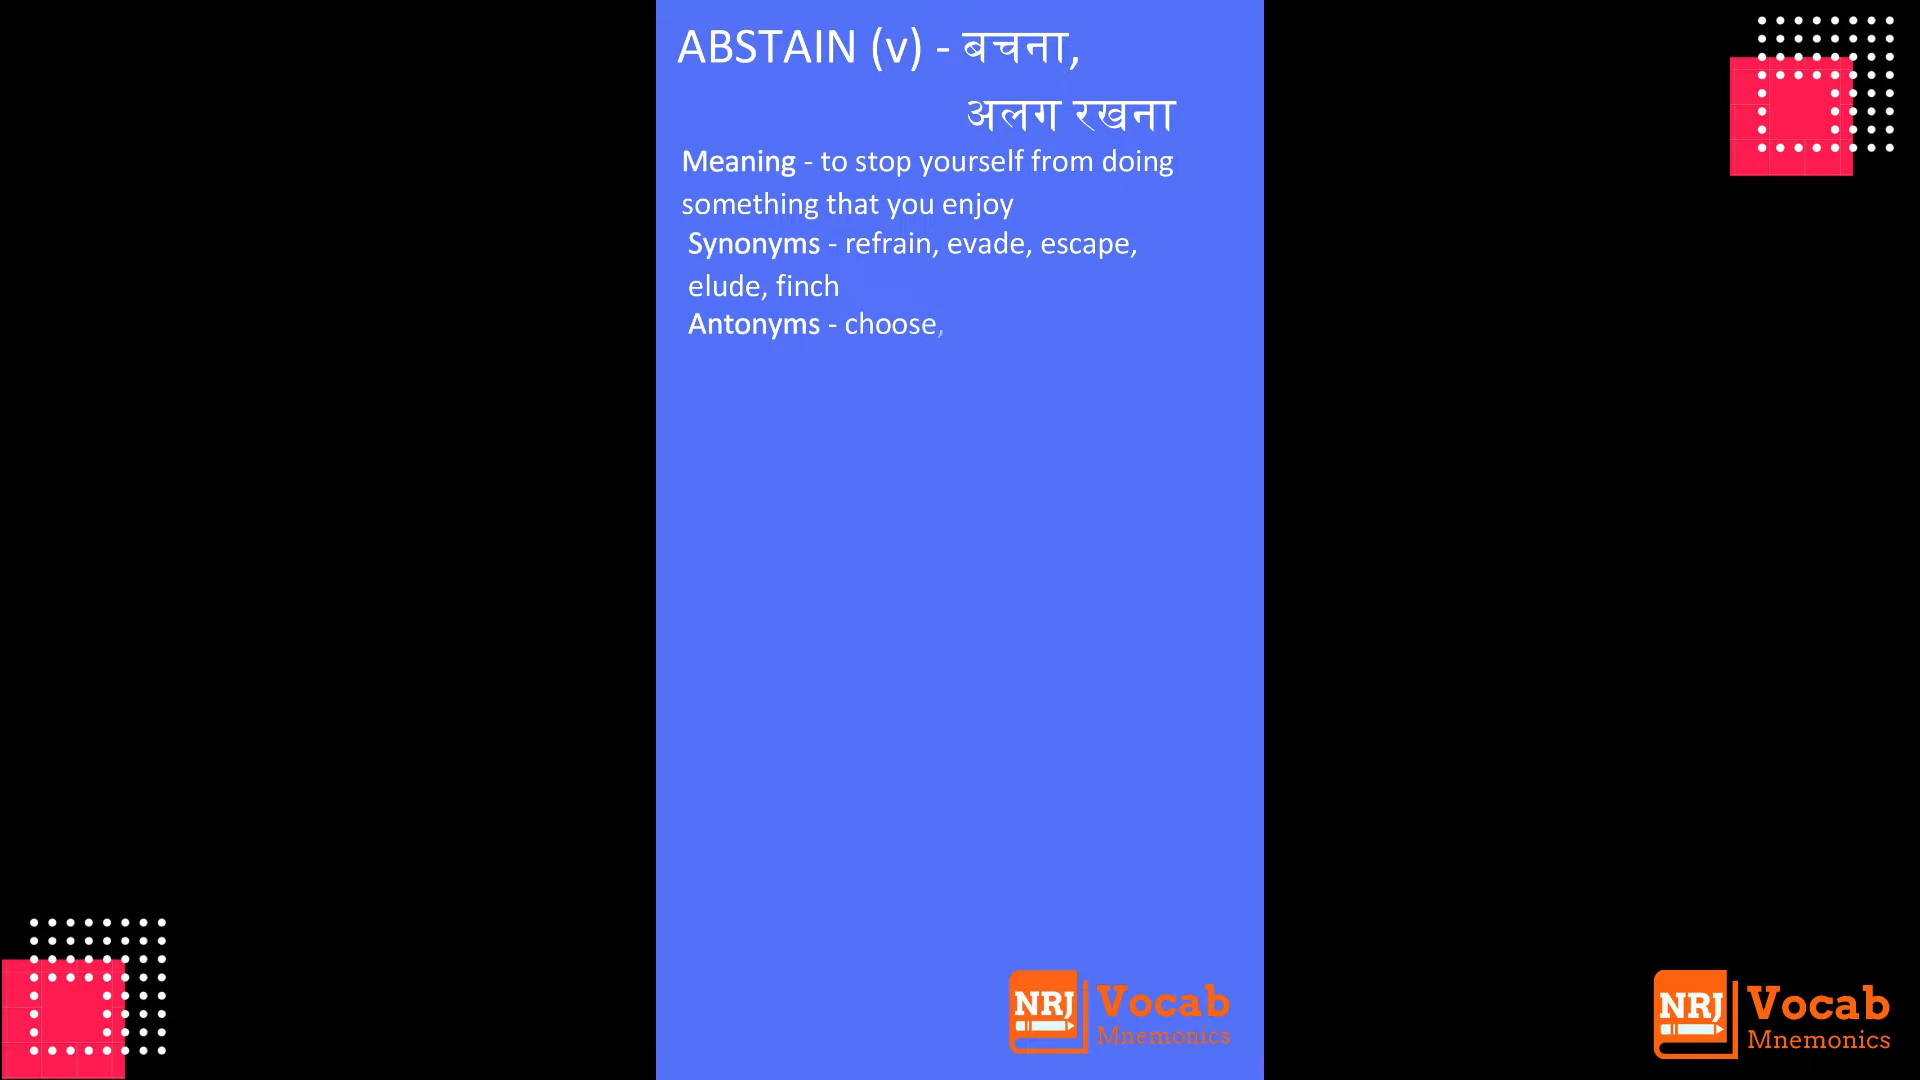 ABSTAIN (v) - बचना,
अलग रखना
Meaning - to stop yourself from doing
something that you enjoy
Synonyms - refrain, evade, escape,
elude, finch
Antonyms - choose,
NRJ Vocab
Mnemonics
NRJ Vocab
Mnemonics